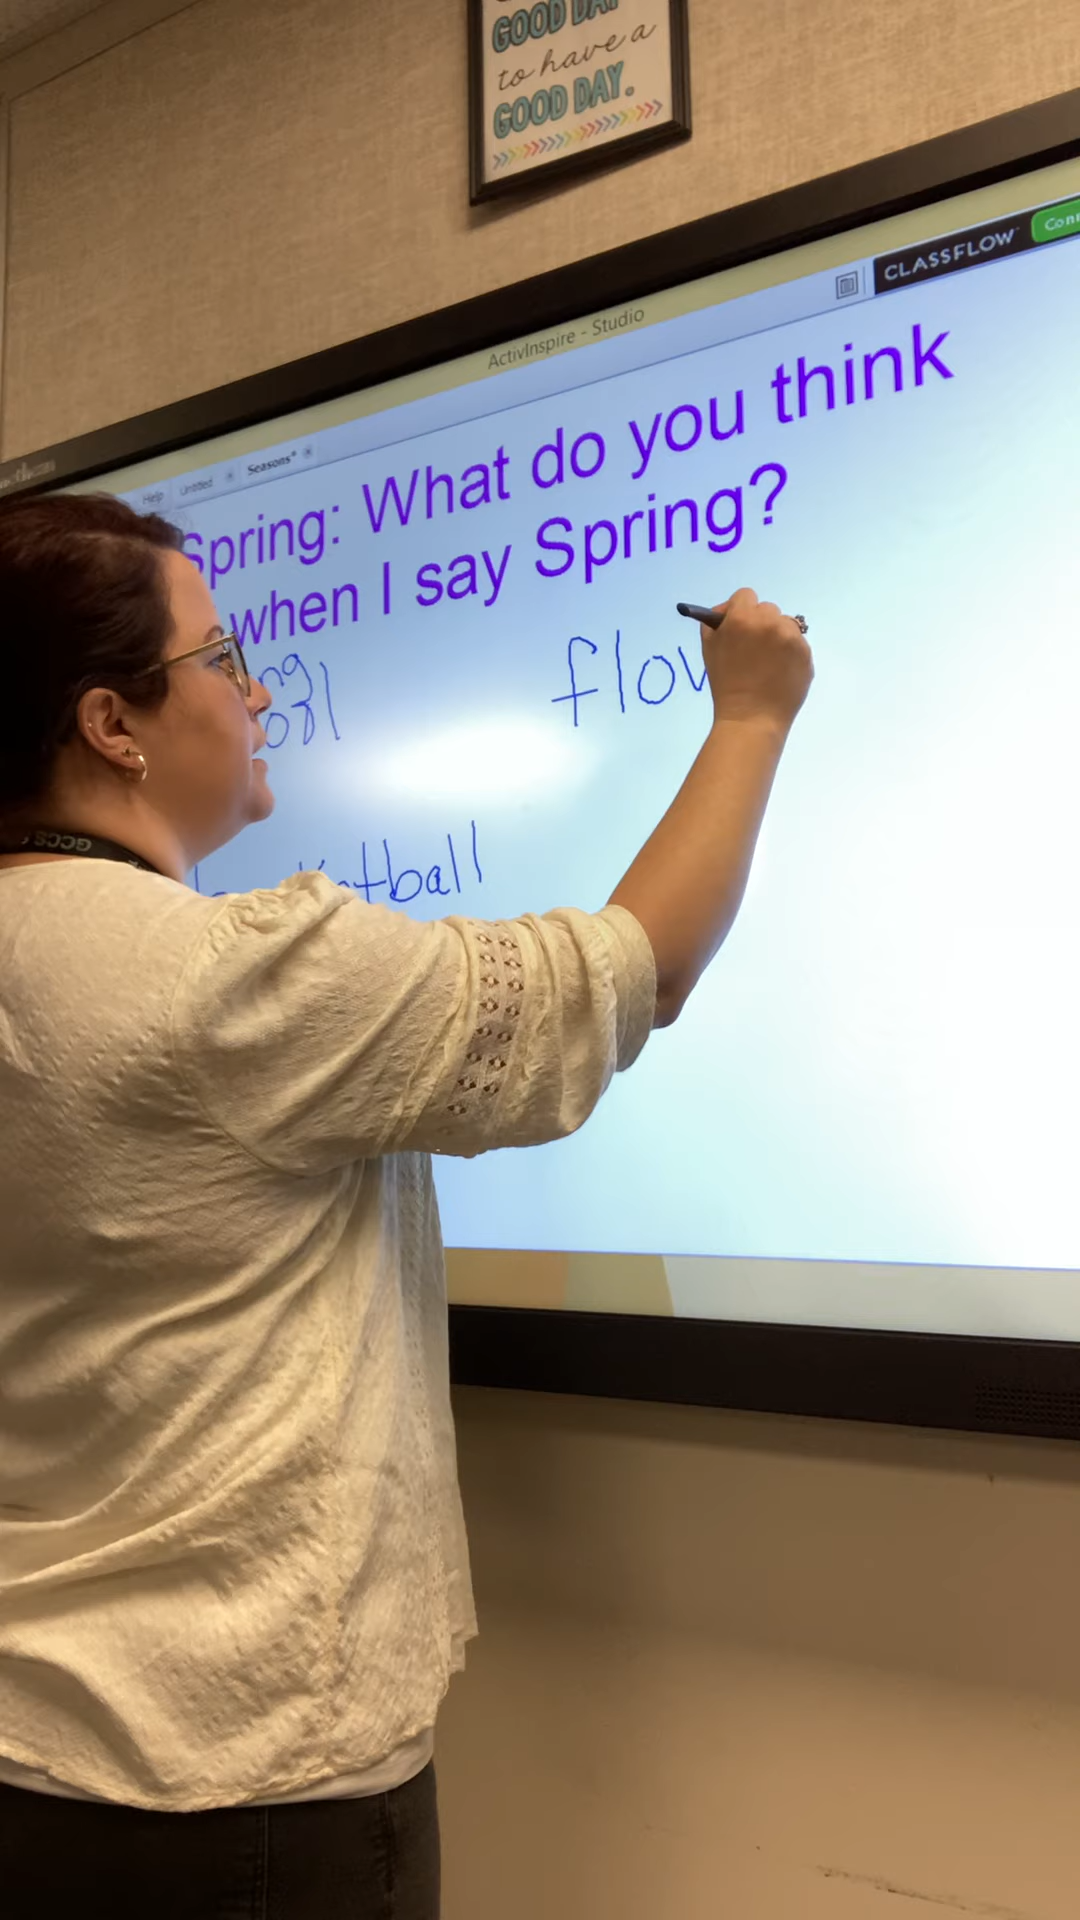 GOOD DAY
to have a
GOOD DAY.
CLASSFLOW
ActivInspire - Studio
Help Untitled Seasons*
Spring: What do you think
when I say Spring?
flow
tball
GCCS